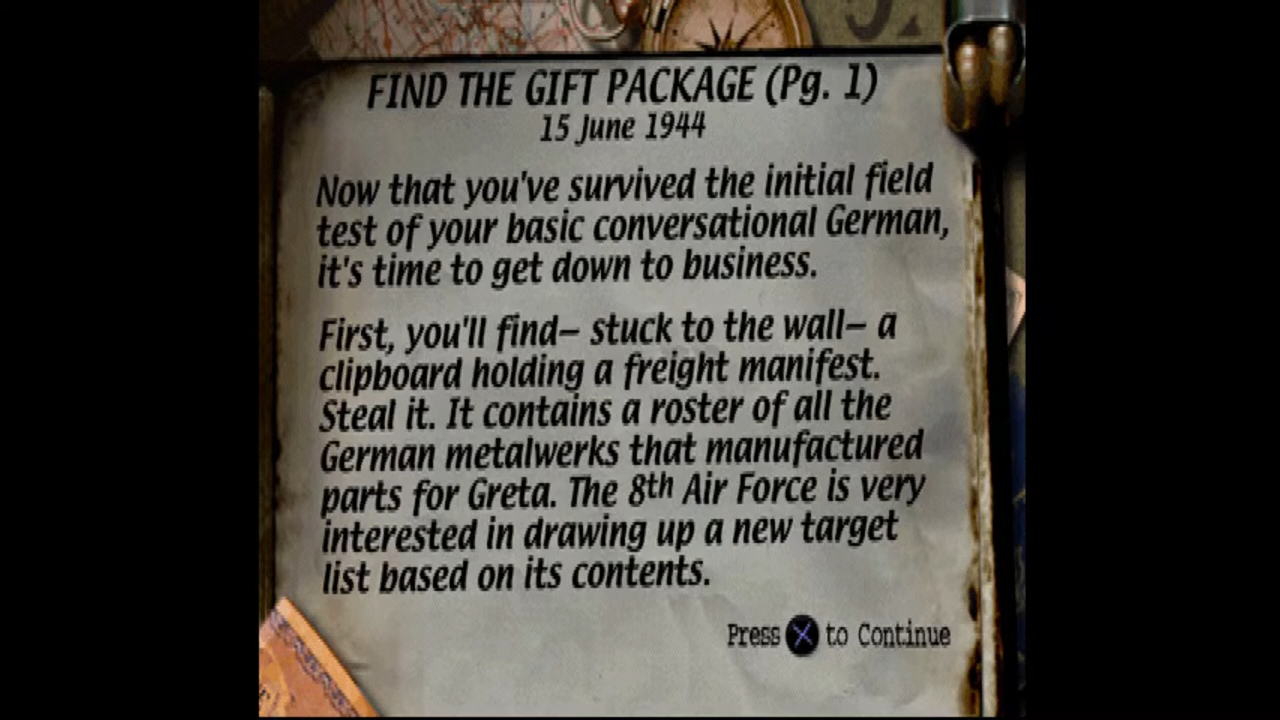 FIND THE GIFT PACKAGE (Pg. 1)
15 June 1944
Now that you've survived the initial field
test of your basic conversational German,
it's time to get down to business.
First, you'll find– stuck to the wall– a
clipboard holding a freight manifest.
Steal it. It contains a roster of all the
German metalwerks that manufactured
parts for Greta. The 8th Air Force is very
interested in drawing up a new target
list based on its contents.
Press X to Continue